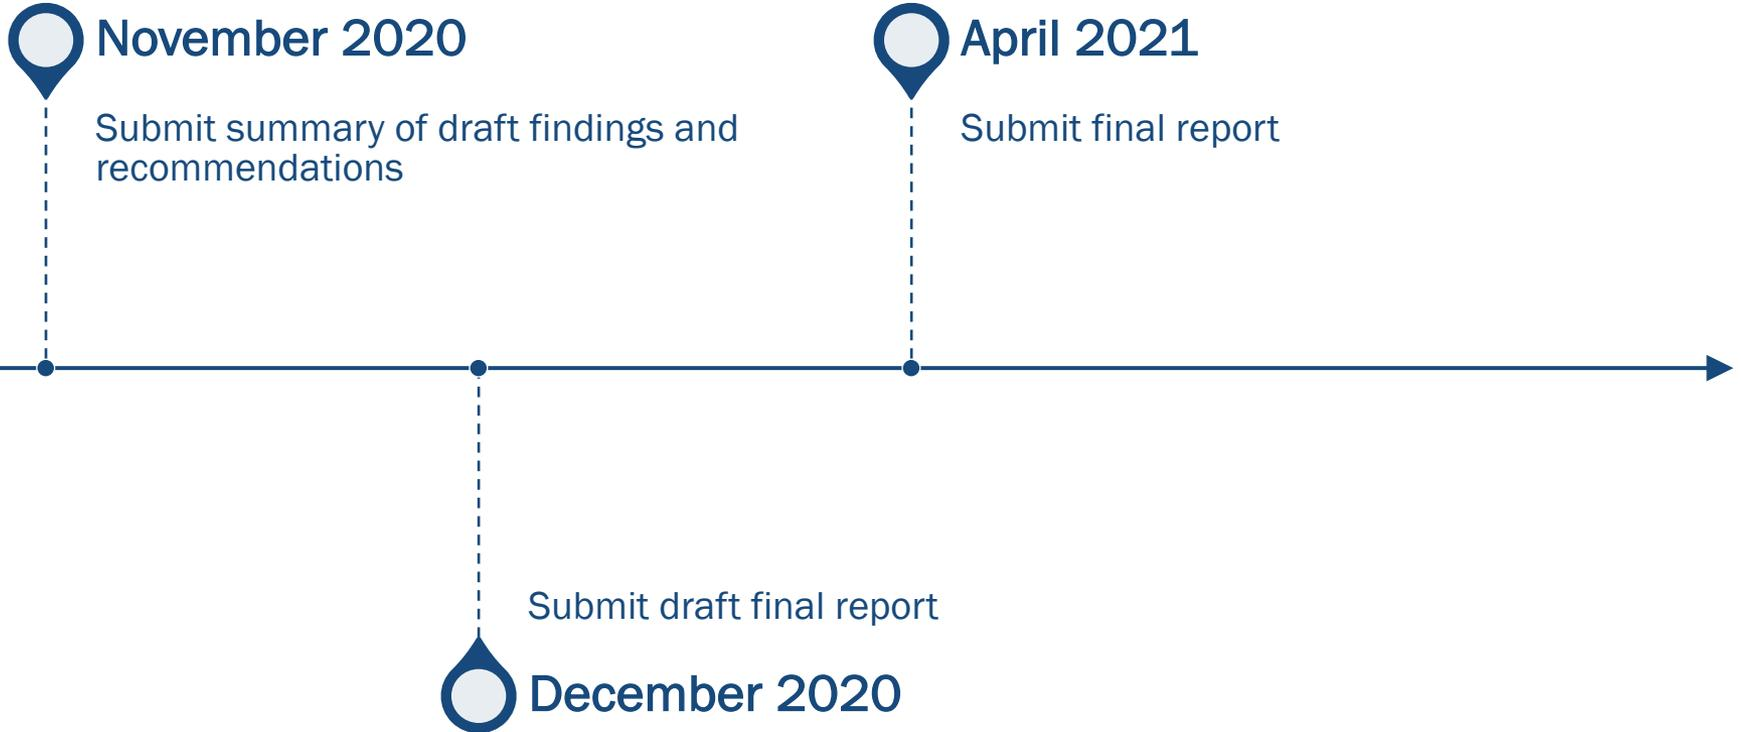 November 2020
Submit summary of draft findings and
recommendations
April 2021
Submit final report
Submit draft final report
December 2020